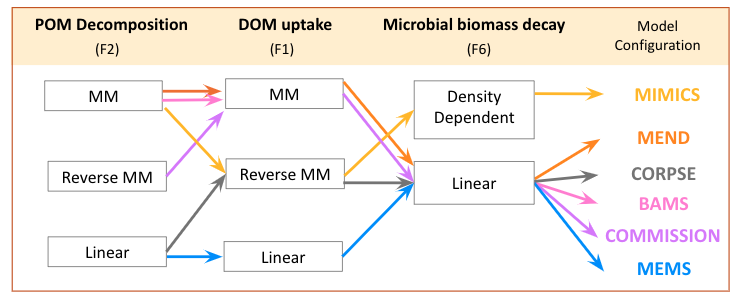 POM Decomposition
(F2)
DOM uptake
(F1)
Microbial biomass decay
(F6)
Model
Configuration
MM
Reverse MM
Linear
MM
Reverse MM
Linear
Density
Dependent
Linear
MIMICS
MEND
CORPSE
BAMS
COMMISSION
MEMS